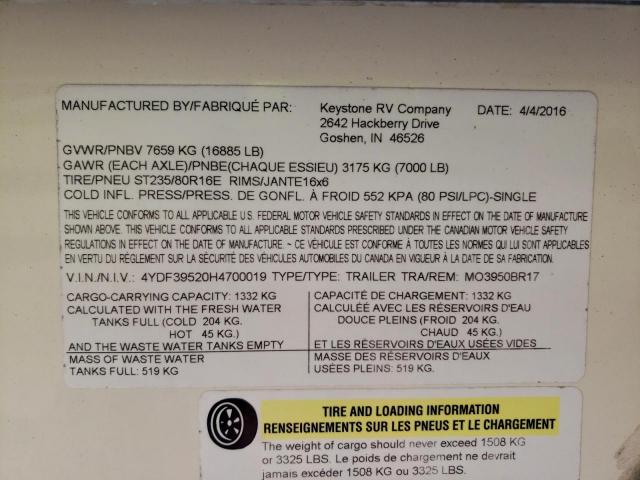 MANUFACTURED BY/FABRIQUÉ PAR: Keystone RV Company DATE: 4/4/2016
2642 Hackberry Drive
Goshen, IN 46526
GVWR/PNBV 7659 KG (16885 LB)
GAWR (EACH AXLE)/PNBE(CHAQUE ESSIEU) 3175 KG (7000 LB)
TIRE/PNEU ST235/80R16E RIMS/JANTE16x6
COLD INFL. PRESS/PRESS. DE GONFL. À FROID 552 KPA (80 PSI/LPC)-SINGLE
THIS VEHICLE CONFORMS TO ALL APPLICABLE U.S. FEDERAL MOTOR VEHICLE SAFETY STANDARDS IN EFFECT ON THE DATE OF MANUFACTURE
SHOWN ABOVE. THIS VEHICLE CONFORMS TO ALL APPLICABLE STANDARDS PRESCRIBED UNDER THE CANADIAN MOTOR VEHICLE SAFETY
REGULATIONS IN EFFECT ON THE DATE OF MANUFACTURE. ~ CE VÉHICULE EST CONFORME À TOUTES LES NORMES QUI LUI SONT APPLICABLES
EN VERTU DU RÈGLEMENT SUR LA SÉCURITÉ DES VÉHICULES AUTOMOBILES DU CANADA EN VIGUEUR À LA DATE DE SA FABRICATION.
V.I.N./N.I.V.: 4YDF39520H4700019 TYPE/TYPE: TRAILER TRA/REM: MO3950BR17
CARGO-CARRYING CAPACITY: 1332 KG
CALCULATED WITH THE FRESH WATER
TANKS FULL (COLD 204 KG.
HOT 45 KG.)
AND THE WASTE WATER TANKS EMPTY
MASS OF WASTE WATER
TANKS FULL: 519 KG
CAPACITÉ DE CHARGEMENT: 1332 KG
CALCULÉE AVEC LES RÉSERVOIRS D'EAU
DOUCE PLEINS (FROID 204 KG.
CHAUD 45 KG.)
ET LES RÉSERVOIRS D'EAUX USÉES VIDES
MASSE DES RÉSERVOIRS D'EAUX
USÉES PLEINS: 519 KG.
TIRE AND LOADING INFORMATION
RENSEIGNEMENTS SUR LES PNEUS ET LE CHARGEMENT
The weight of cargo should never exceed 1508 KG
or 3325 LBS. Le poids de chargement ne devrait
jamais excéder 1508 KG ou 3325 LBS.